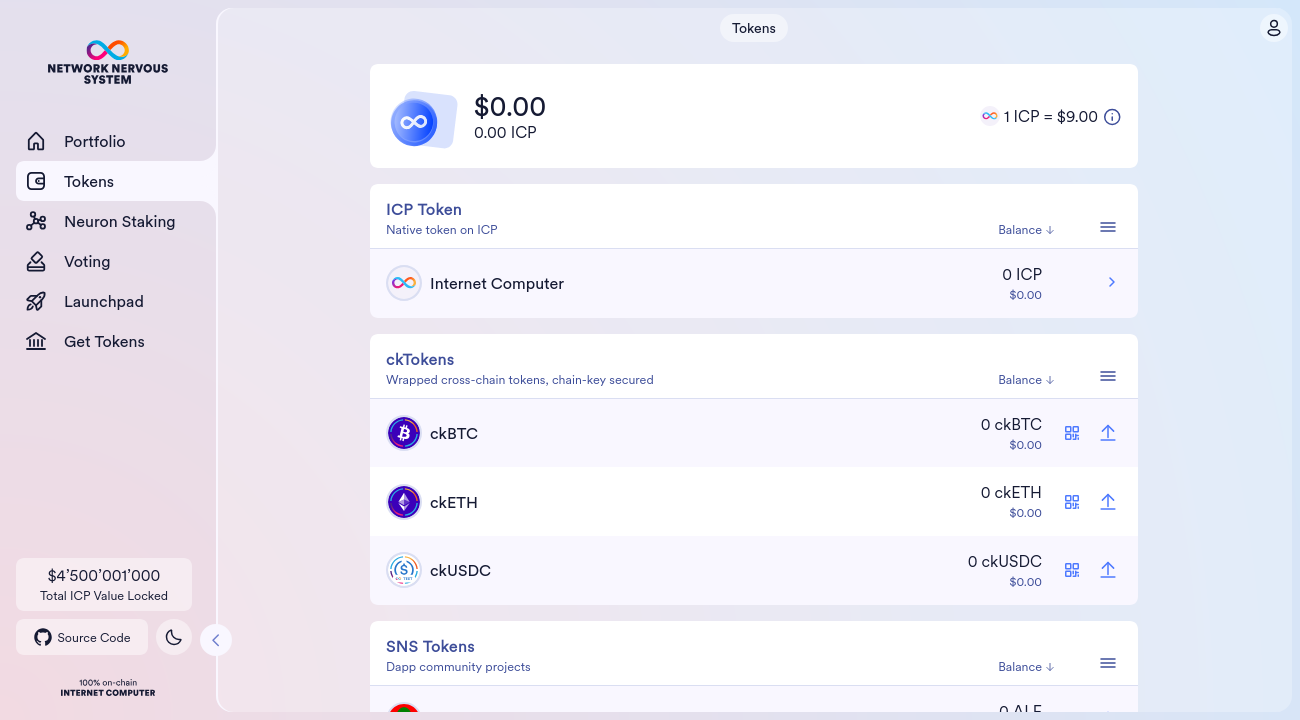 NETWORK NERVOUS
SYSTEM
Portfolio
Tokens
Neuron Staking
Voting
Launchpad
Get Tokens
$4’500’001’000
Total ICP Value Locked
Source Code
100% on-chain
INTERNET COMPUTER
Tokens
$0.00
0.00 ICP
1 ICP = $9.00
ICP Token
Native token on ICP
Balance
Internet Computer
0 ICP
$0.00
ckTokens
Wrapped cross-chain tokens, chain-key secured
Balance
ckBTC
0 ckBTC
$0.00
ckETH
0 ckETH
$0.00
ckUSDC
0 ckUSDC
$0.00
SNS Tokens
Dapp community projects
Balance